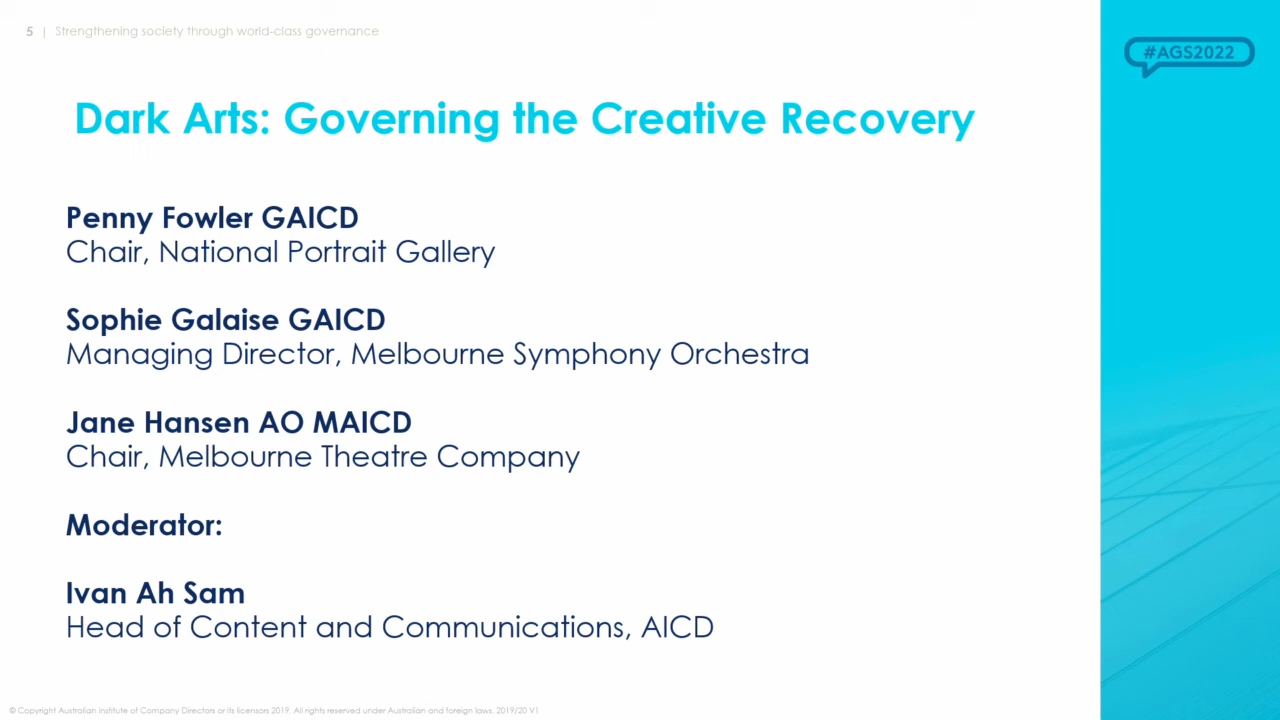 5 | Strengthening society through world-class governance
#AGS2022
Dark Arts: Governing the Creative Recovery
Penny Fowler GAICD
Chair, National Portrait Gallery
Sophie Galaise GAICD
Managing Director, Melbourne Symphony Orchestra
Jane Hansen AO MAICD
Chair, Melbourne Theatre Company
Moderator:
Ivan Ah Sam
Head of Content and Communications, AICD
© Copyright Australian Institute of Company Directors or its licensors 2019. All rights reserved under Australian and foreign laws. 2019/20 V1